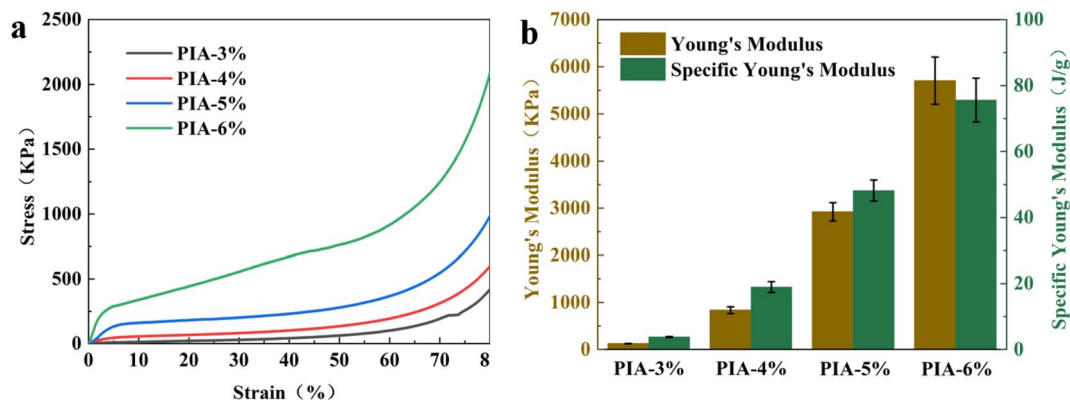 a
2500
2000
1500
1000
500
0
Stress（KPa）
PIA-3%
PIA-4%
PIA-5%
PIA-6%
0 10 20 30 40 50 60 70 8
Strain（%）
b
7000
6000
5000
4000
3000
2000
1000
0
Young's Modulus（KPa）
Young's Modulus
Specific Young's Modulus
100
80
60
40
20
0
Specific Young's Modulus（J/g）
PIA-3% PIA-4% PIA-5% PIA-6%